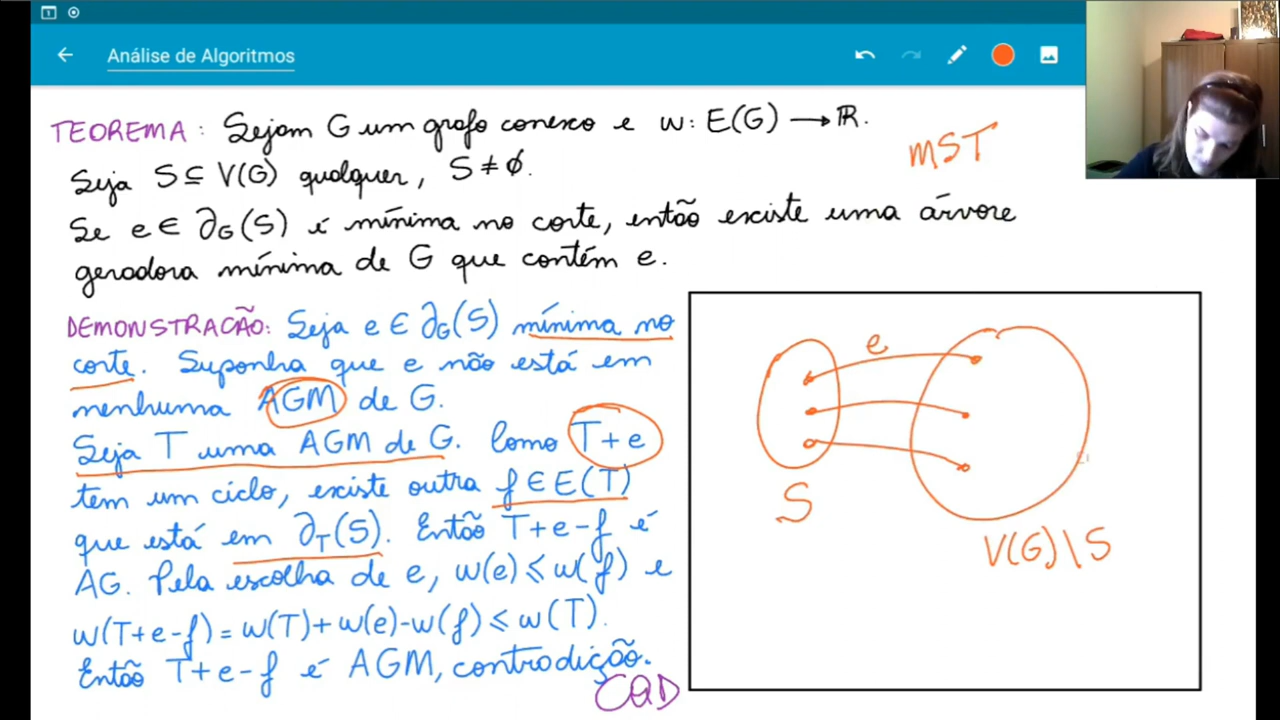 Análise de Algoritmos
TEOREMA: Sejam G um grafo conexo e w: E(G) → ℝ.
MST
Seja S ⊆ V(G) qualquer, S ≠ ∅.
Se e ∈ ∂G(S) é mínima no corte, então existe uma árvore
geradora mínima de G que contém e.
DEMONSTRAÇÃO: Seja e ∈ ∂G(S) mínima no
corte. Suponha que e não está em
nenhuma AGM de G.
Seja T uma AGM de G. Como T+e
tem um ciclo, existe outra f ∈ E(T)
que está em ∂T(S). Então T+e-f é
AG. Pela escolha de e, w(e) ≤ w(f) e
w(T+e-f) = w(T)+w(e)-w(f) ≤ w(T).
Então T+e-f é AGM, contradição.
CQD
e
S
V(G)\S